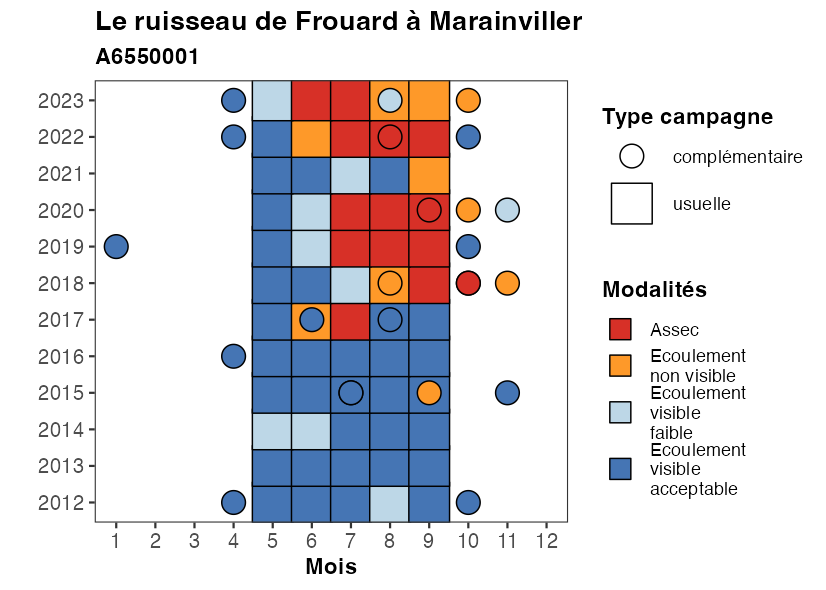 Le ruisseau de Frouard à Marainviller
A6550001
2023
2022
2021
2020
2019
2018
2017
2016
2015
2014
2013
2012
1 2 3 4 5 6 7 8 9 10 11 12
Mois
Type campagne
complémentaire
usuelle
Modalités
Assec
Ecoulement
non visible
Ecoulement
visible
faible
Ecoulement
visible
acceptable